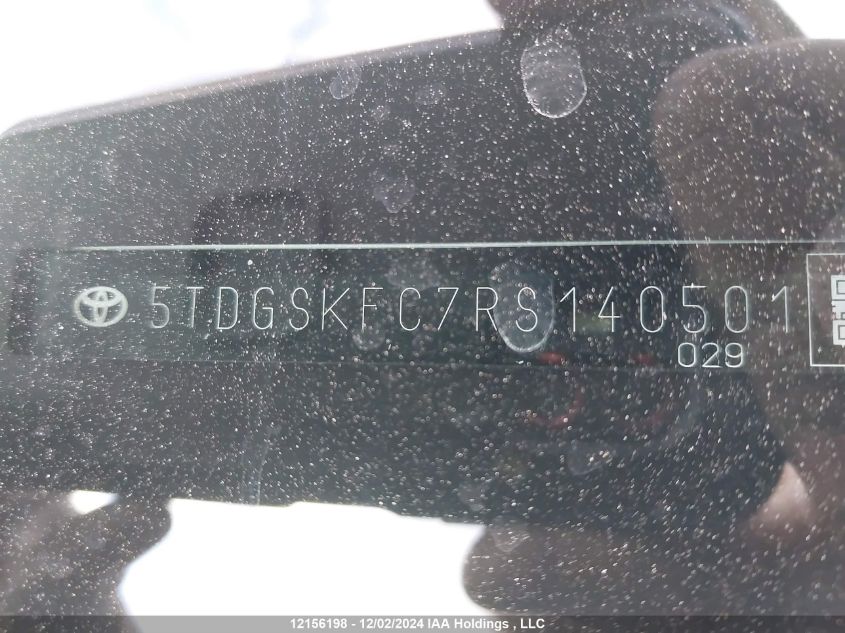 5TDGSKFC7RS140501
029
12156198 - 12/02/2024 IAA Holdings , LLC